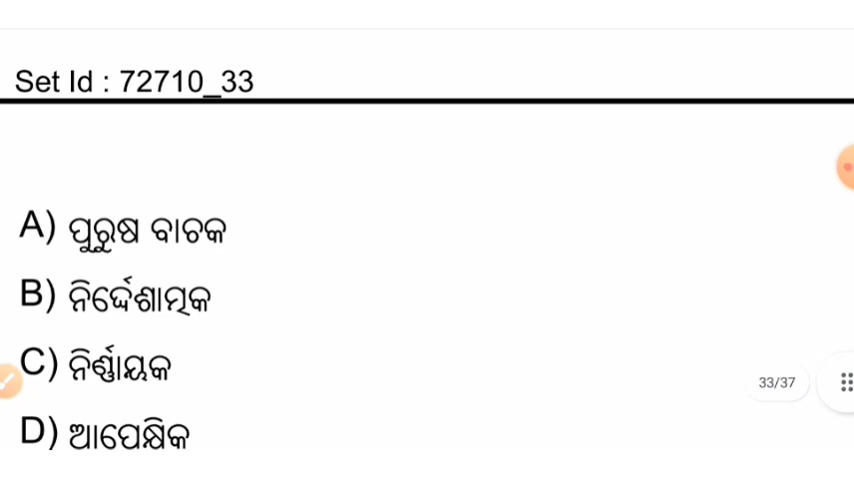 Set Id : 72710_33
A) ପୁରୁଷ ବାଚକ
B) ନିର୍ଦ୍ଦେଶାତ୍ମକ
C) ନିର୍ଣ୍ଣାୟକ
33/37
D) ଆପେକ୍ଷିକ